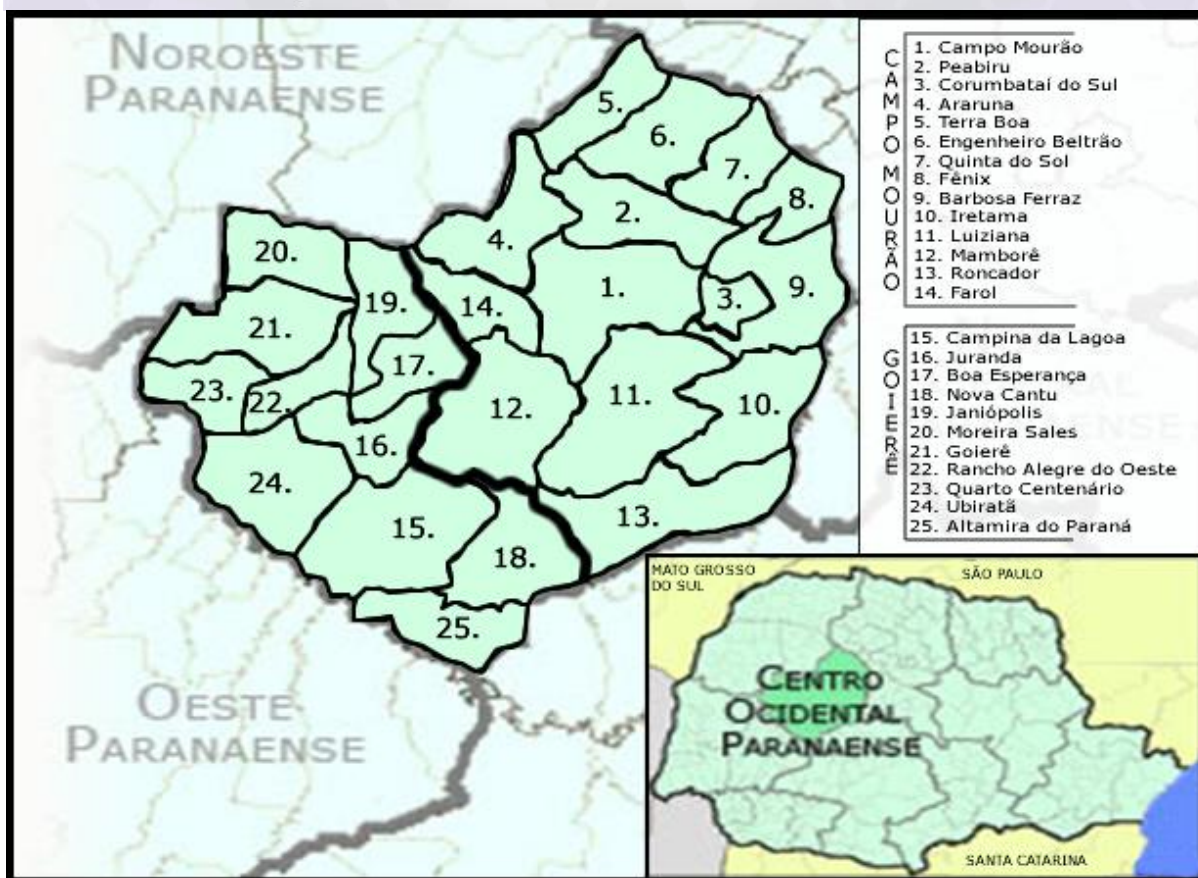 NOROESTE
PARANAENSE
OESTE
PARANAENSE
5.
6.
7.
8.
2.
4.
20.
1.
19.
3.
9.
14.
21.
17.
23.
22.
12.
11.
10.
16.
24.
15.
13.
18.
25.
CAMPO MOOURÃO
1. Campo Mourão
2. Peabiru
3. Corumbataí do Sul
4. Araruna
5. Terra Boa
6. Engenheiro Beltrão
7. Quinta do Sol
8. Fênix
9. Barbosa Ferraz
10. Iretama
11. Luiziana
12. Mamborê
13. Roncador
14. Farol
GOIERÊ
15. Campina da Lagoa
16. Juranda
17. Boa Esperança
18. Nova Cantu
19. Janiópolis
20. Moreira Sales
21. Goierê
22. Rancho Alegre do Oeste
23. Quarto Centenário
24. Ubiratã
25. Altamira do Paraná
MATO GROSSO
DO SUL
SÃO PAULO
CENTRO
OCIDENTAL
PARANAENSE
SANTA CATARINA